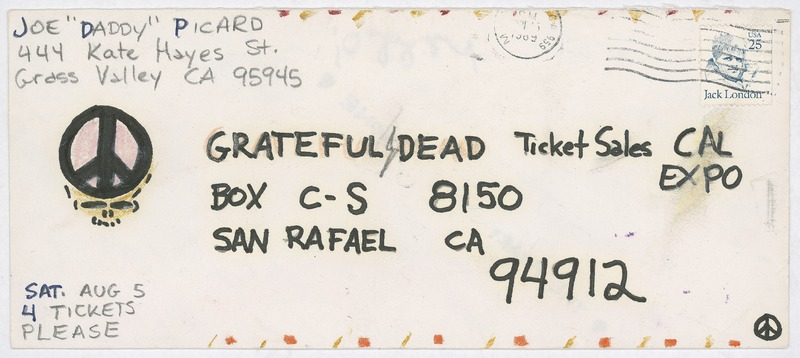 JOE "DADDY" PICARD
444 Kate Hayes St.
Grass Valley CA 95945
1989
USA
25
Jack London
GRATEFUL DEAD Ticket Sales CAL
EXPO
BOX C-S 8150
SAN RAFAEL CA
94912
SAT. AUG 5
4 TICKETS
PLEASE